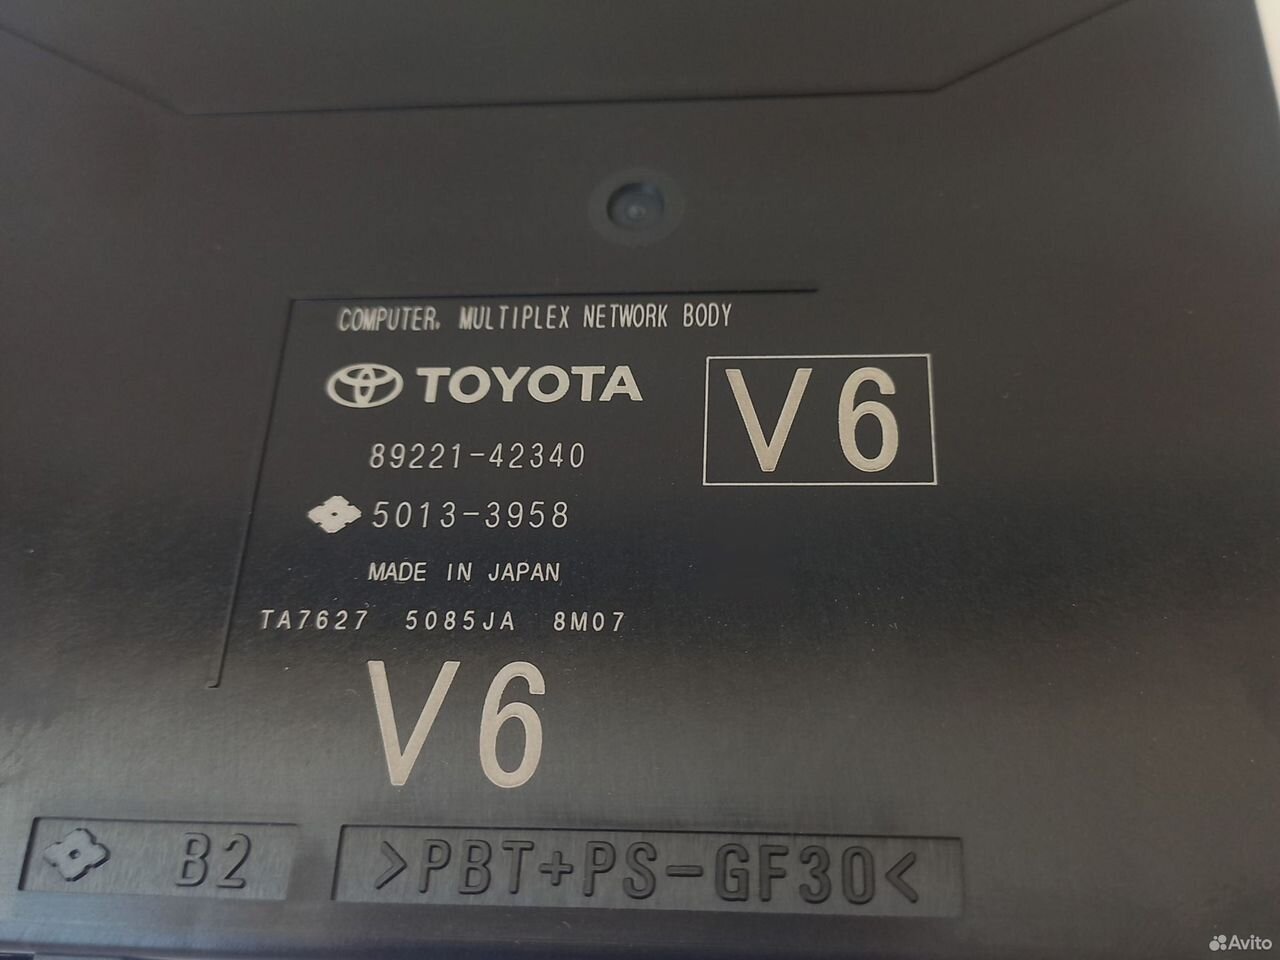 COMPUTER, MULTIPLEX NETWORK BODY
TOYOTA
V6
89221-42340
5013-3958
MADE IN JAPAN
TA7627 5085JA 8M07
V6
B2
>PBT+PS-GF30<
Avito